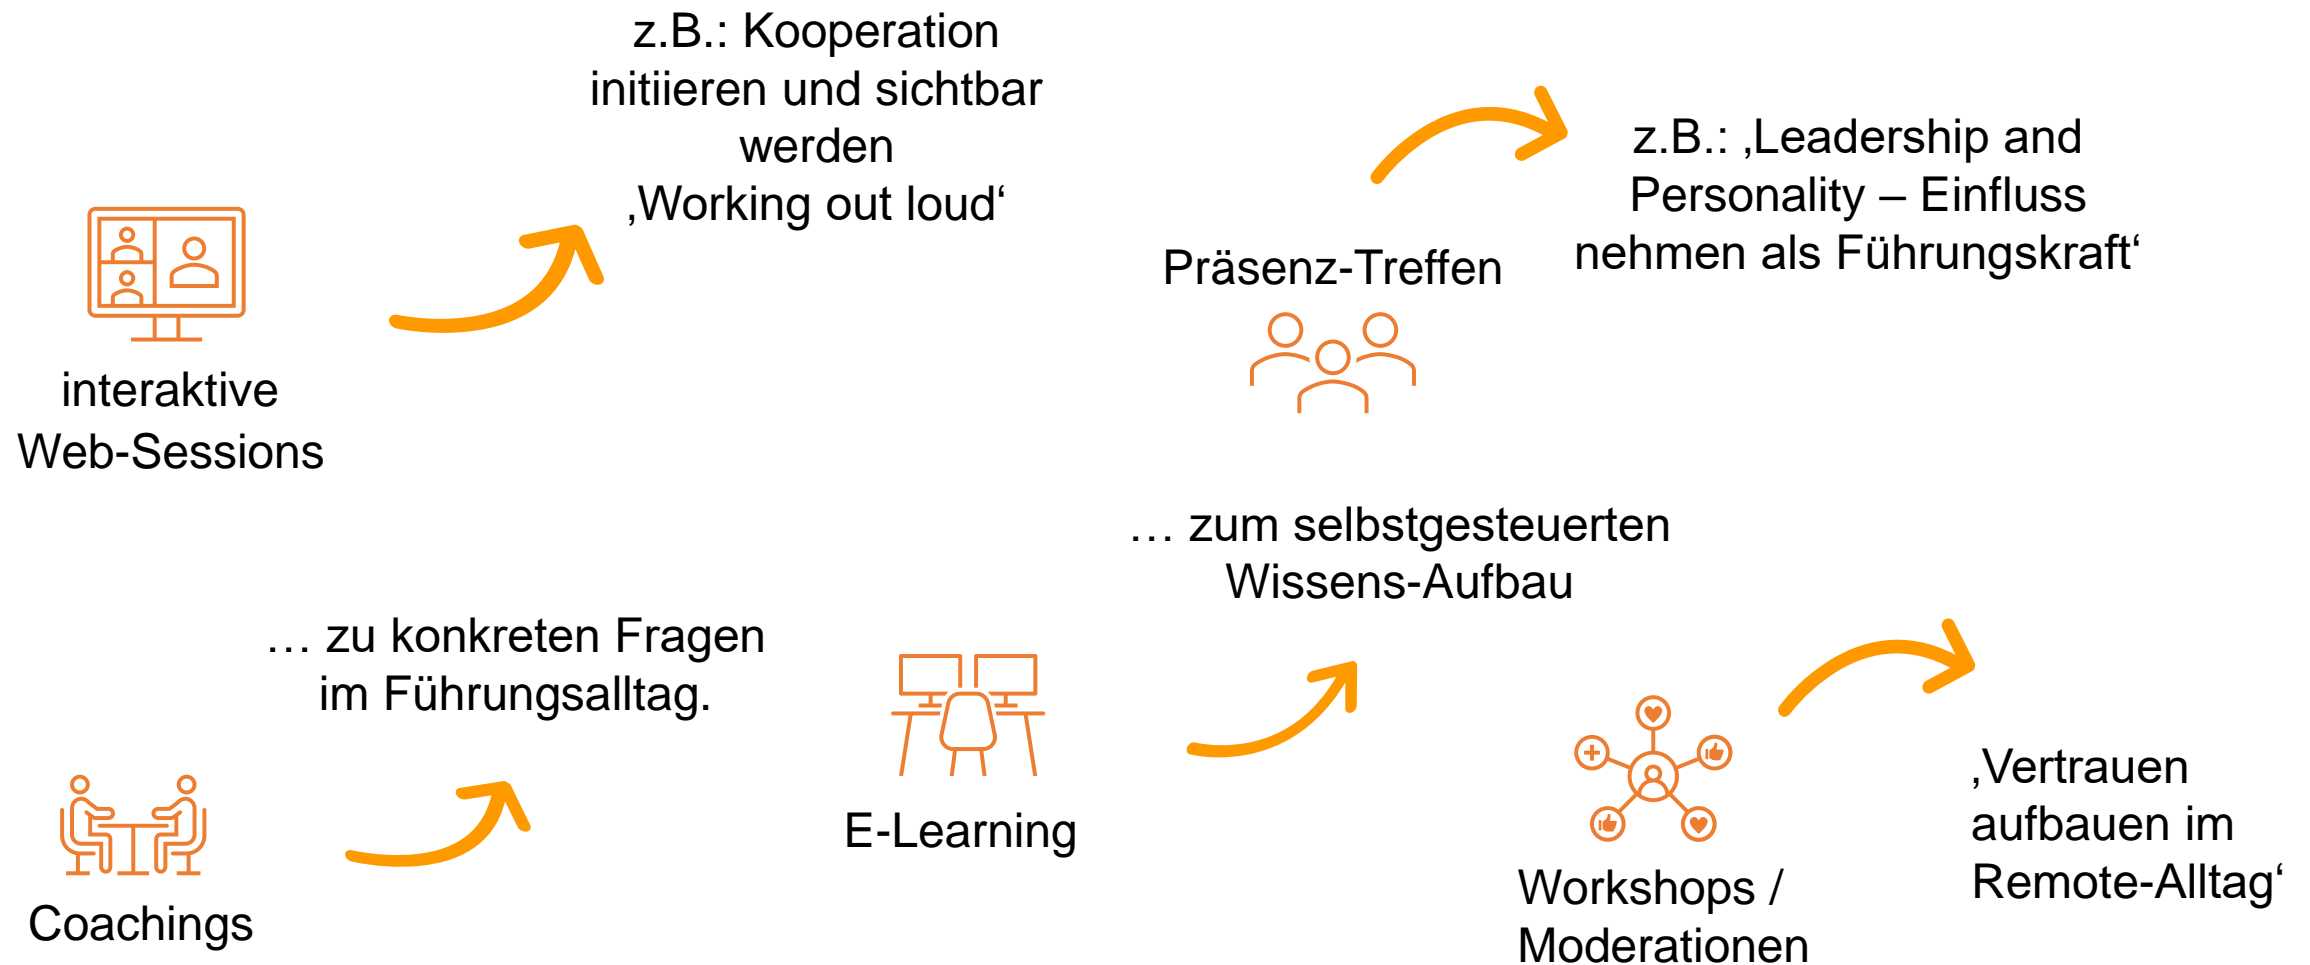 z.B.: Kooperation
initiieren und sichtbar
werden
‚Working out loud‘
interaktive
Web-Sessions
z.B.: ‚Leadership and
Personality – Einfluss
nehmen als Führungskraft‘
Präsenz-Treffen
… zu konkreten Fragen
im Führungsalltag.
Coachings
… zum selbstgesteuerten
Wissens-Aufbau
E-Learning
‚Vertrauen
aufbauen im
Remote-Alltag‘
Workshops /
Moderationen